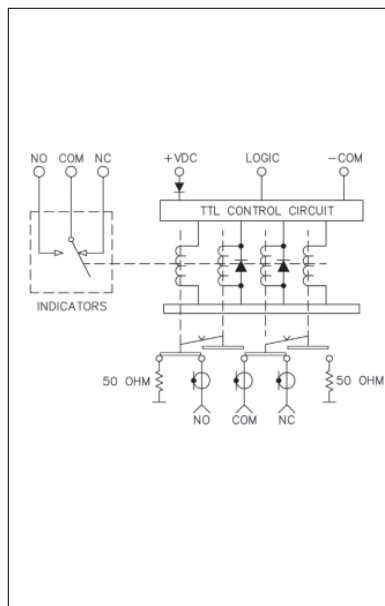 NO COM NC +VDC LOGIC -COM
TTL CONTROL CIRCUIT
INDICATORS
50 OHM 50 OHM
NO COM NC